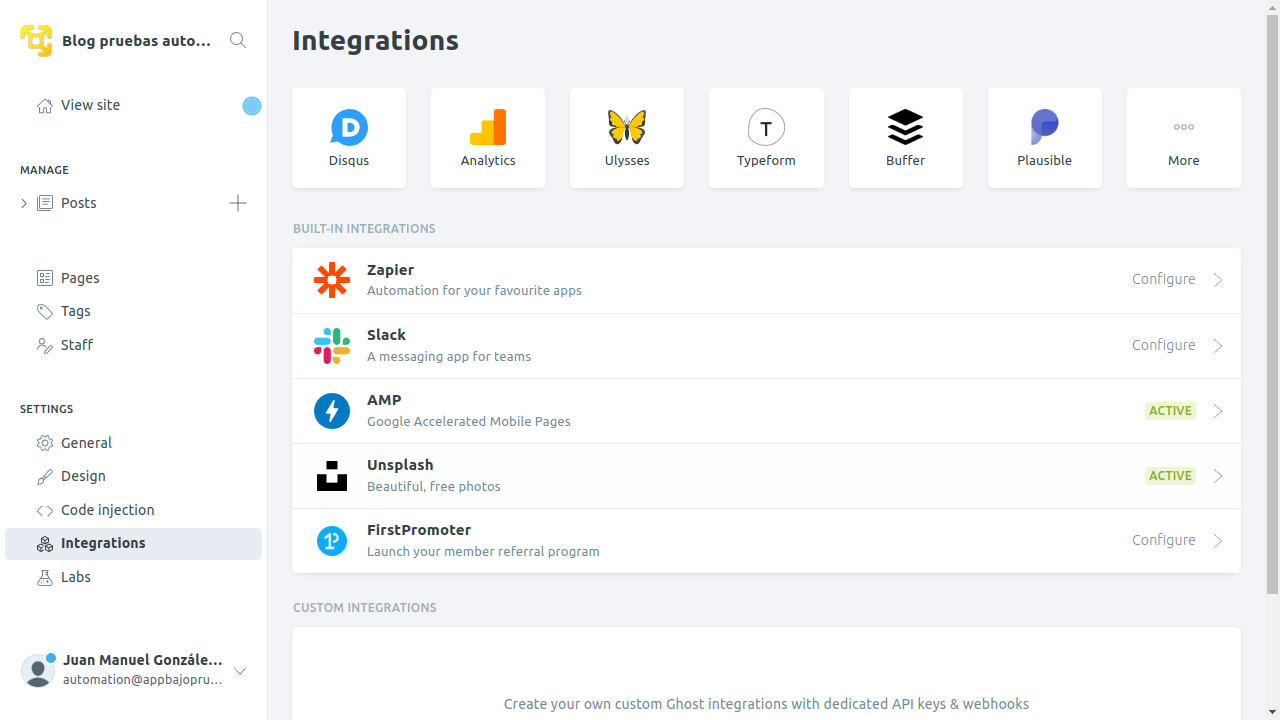 Blog pruebas auto...
View site
MANAGE
Posts
Pages
Tags
Staff
SETTINGS
General
Design
Code injection
Integrations
Labs
Juan Manuel Gonzále...
automation@appbajopru...
Integrations
Disqus
Analytics
Ulysses
T
Typeform
Buffer
Plausible
More
BUILT-IN INTEGRATIONS
Zapier
Automation for your favourite apps
Configure
Slack
A messaging app for teams
Configure
AMP
Google Accelerated Mobile Pages
ACTIVE
Unsplash
Beautiful, free photos
ACTIVE
FirstPromoter
Launch your member referral program
Configure
CUSTOM INTEGRATIONS
Create your own custom Ghost integrations with dedicated API keys & webhooks